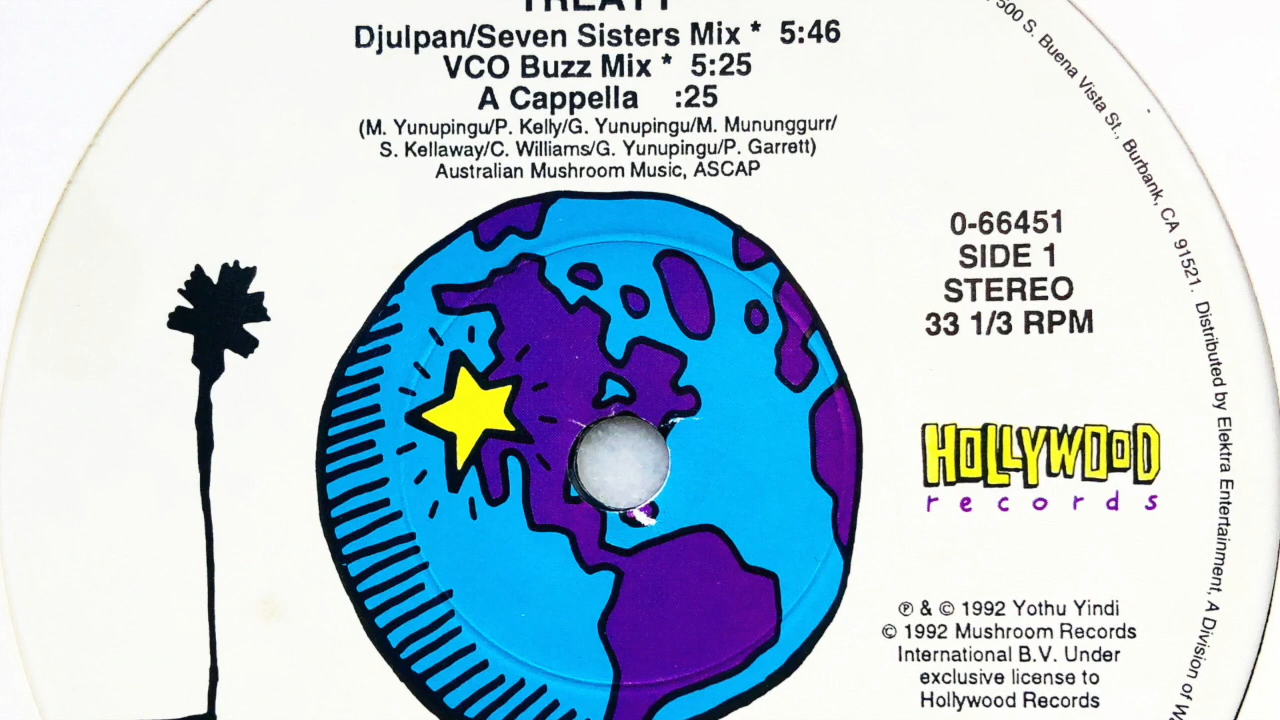 TREATY
Djulpan/Seven Sisters Mix * 5:46
VCO Buzz Mix * 5:25
A Cappella :25
(M. Yunupingu/P. Kelly/G. Yunupingu/M. Mununggurr/
S. Kellaway/C. Williams/G. Yunupingu/P. Garrett)
Australian Mushroom Music, ASCAP
0-66451
SIDE 1
STEREO
33 1/3 RPM
HOLLYWOOD
records
℗ & © 1992 Yothu Yindi
© 1992 Mushroom Records
International B.V. Under
exclusive license to
Hollywood Records
500 S. Buena Vista St., Burbank, CA 91521. Distributed by Elektra Entertainment, A Division of